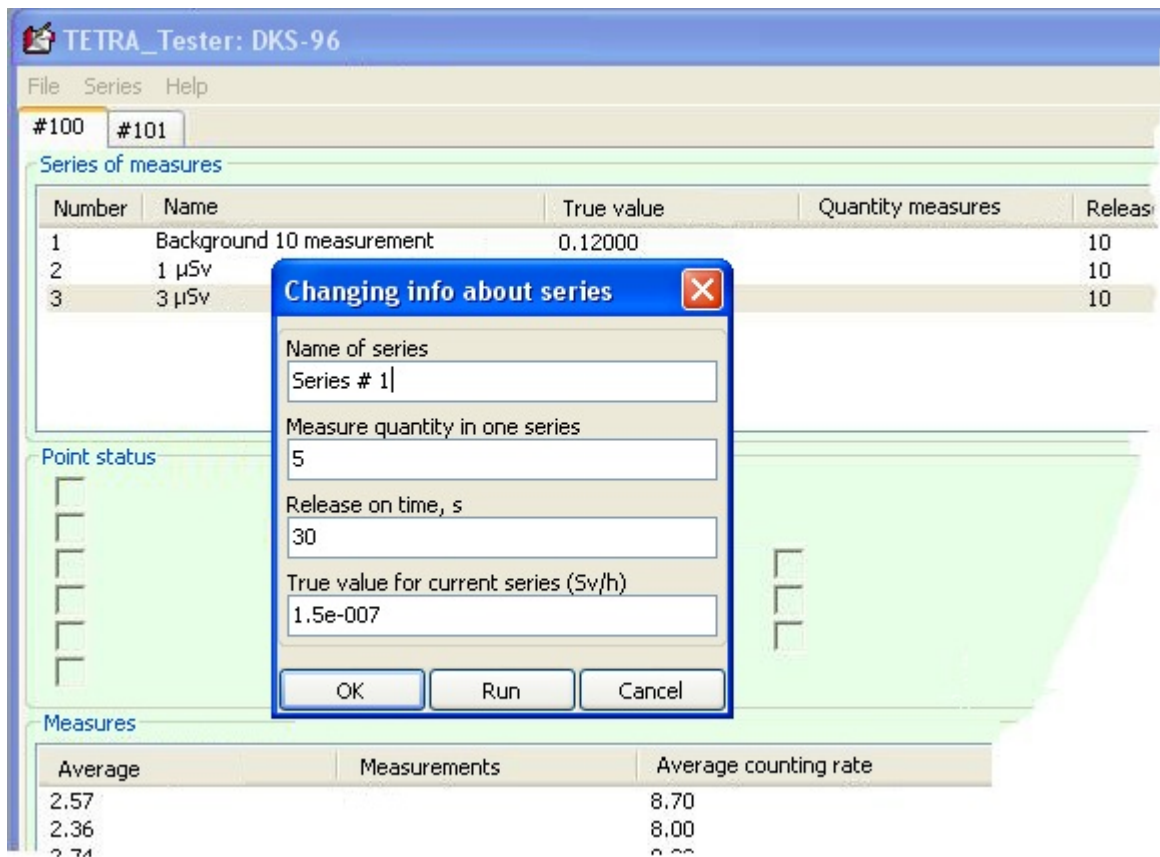 TETRA_Tester: DKS-96
File Series Help
#100 #101
Series of measures
Number Name True value Quantity measures Releas
1 Background 10 measurement 0.12000 10
2 1 µSv 10
3 3 µSv 10
Changing info about series
Name of series
Series # 1
Measure quantity in one series
5
Release on time, s
30
True value for current series (Sv/h)
1.5e-007
OK Run Cancel
Point status
Measures
Average Measurements Average counting rate
2.57 8.70
2.36 8.00
2.74